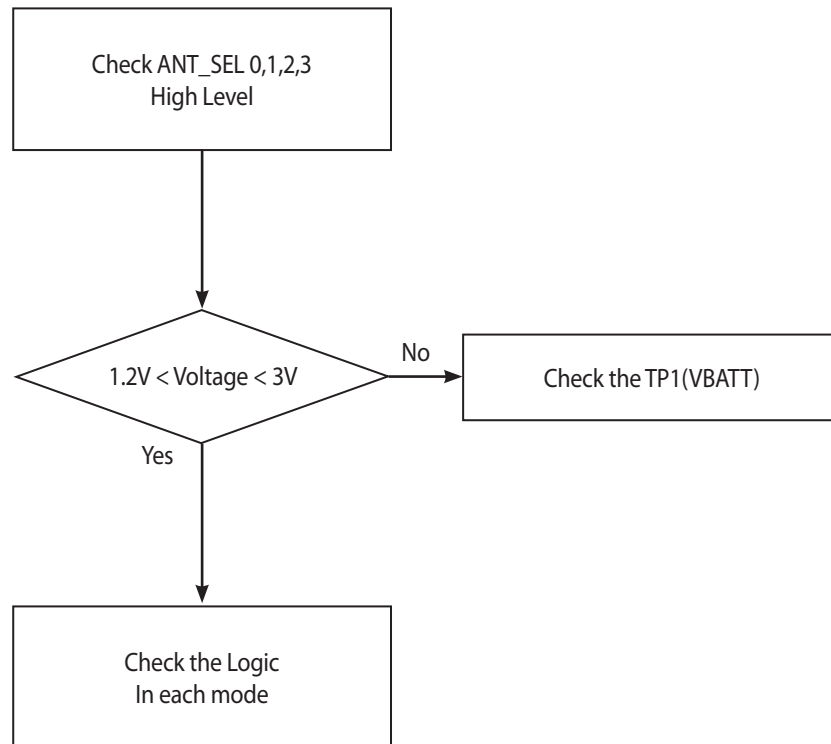 Check ANT_SEL 0,1,2,3
High Level
1.2V < Voltage < 3V
No
Check the TP1(VBATT)
Yes
Check the Logic
In each mode